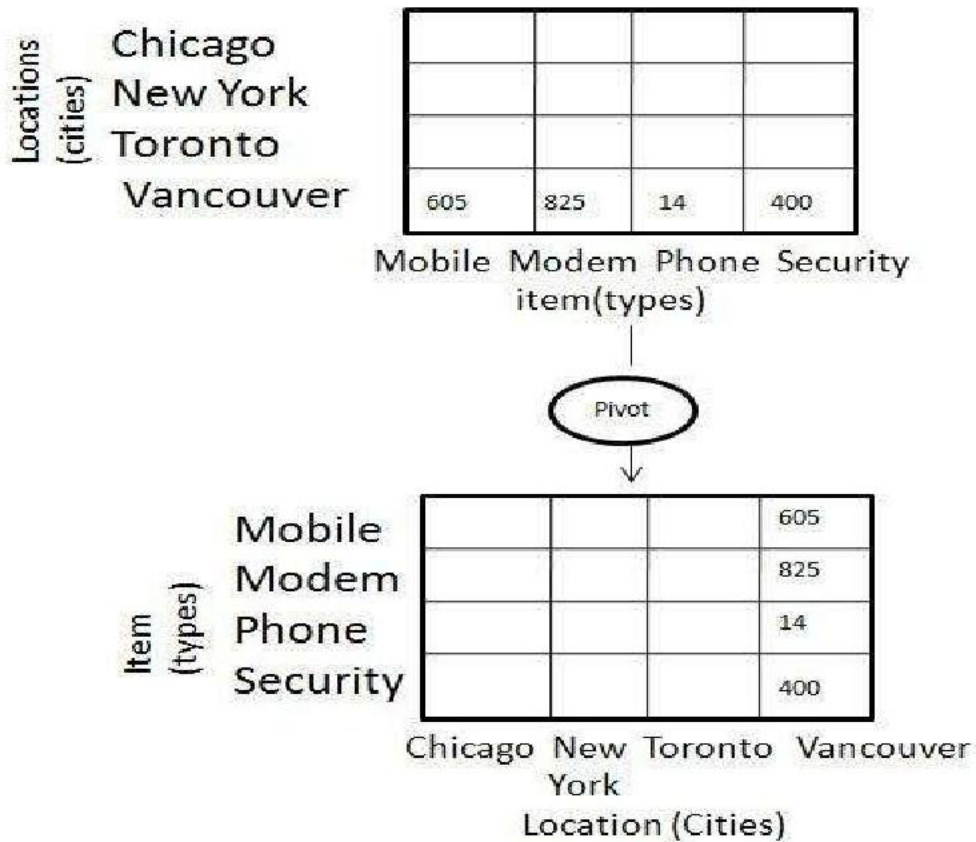 Locations
(cities)
Chicago
New York
Toronto
Vancouver
605 825 14 400
Mobile Modem Phone Security
item(types)
Pivot
Item
(types)
Mobile 605
Modem 825
Phone 14
Security 400
Chicago New Toronto Vancouver
York
Location (Cities)